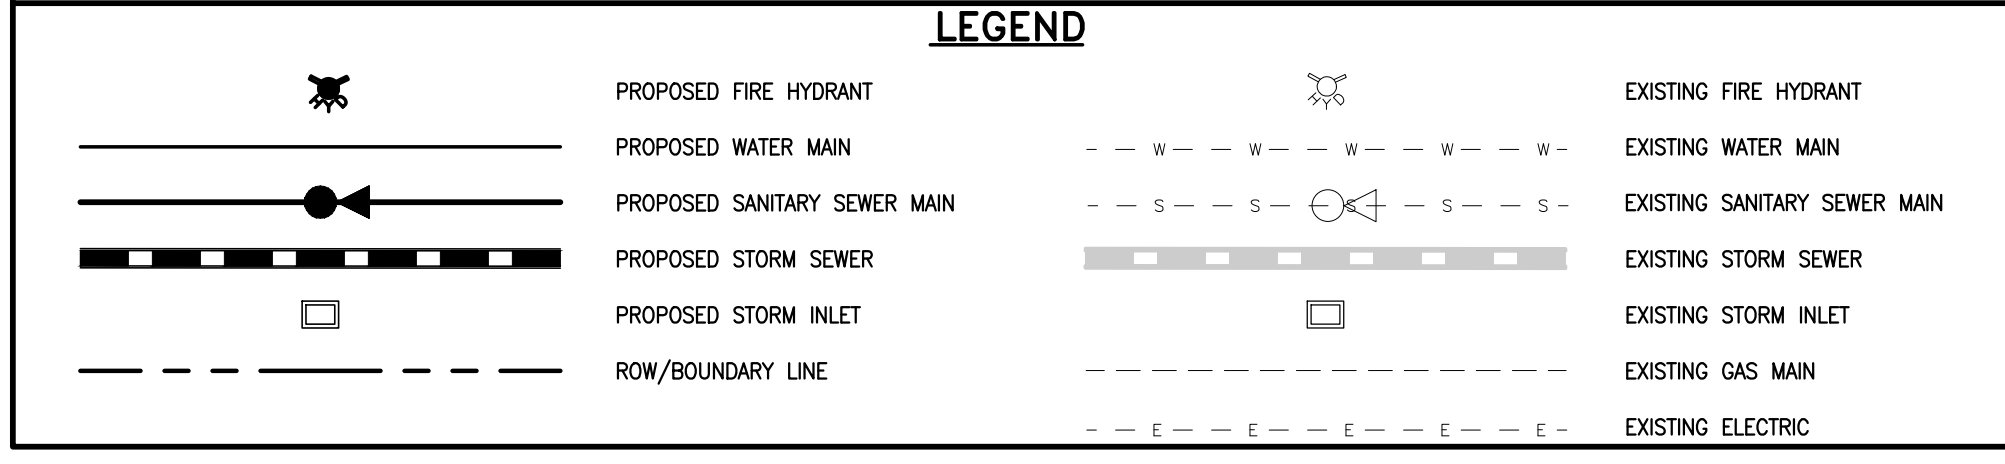 LEGEND
HYD PROPOSED FIRE HYDRANT HYD EXISTING FIRE HYDRANT
PROPOSED WATER MAIN W W W W W EXISTING WATER MAIN
PROPOSED SANITARY SEWER MAIN S S S S S EXISTING SANITARY SEWER MAIN
PROPOSED STORM SEWER EXISTING STORM SEWER
PROPOSED STORM INLET EXISTING STORM INLET
ROW/BOUNDARY LINE EXISTING GAS MAIN
E E E E E EXISTING ELECTRIC